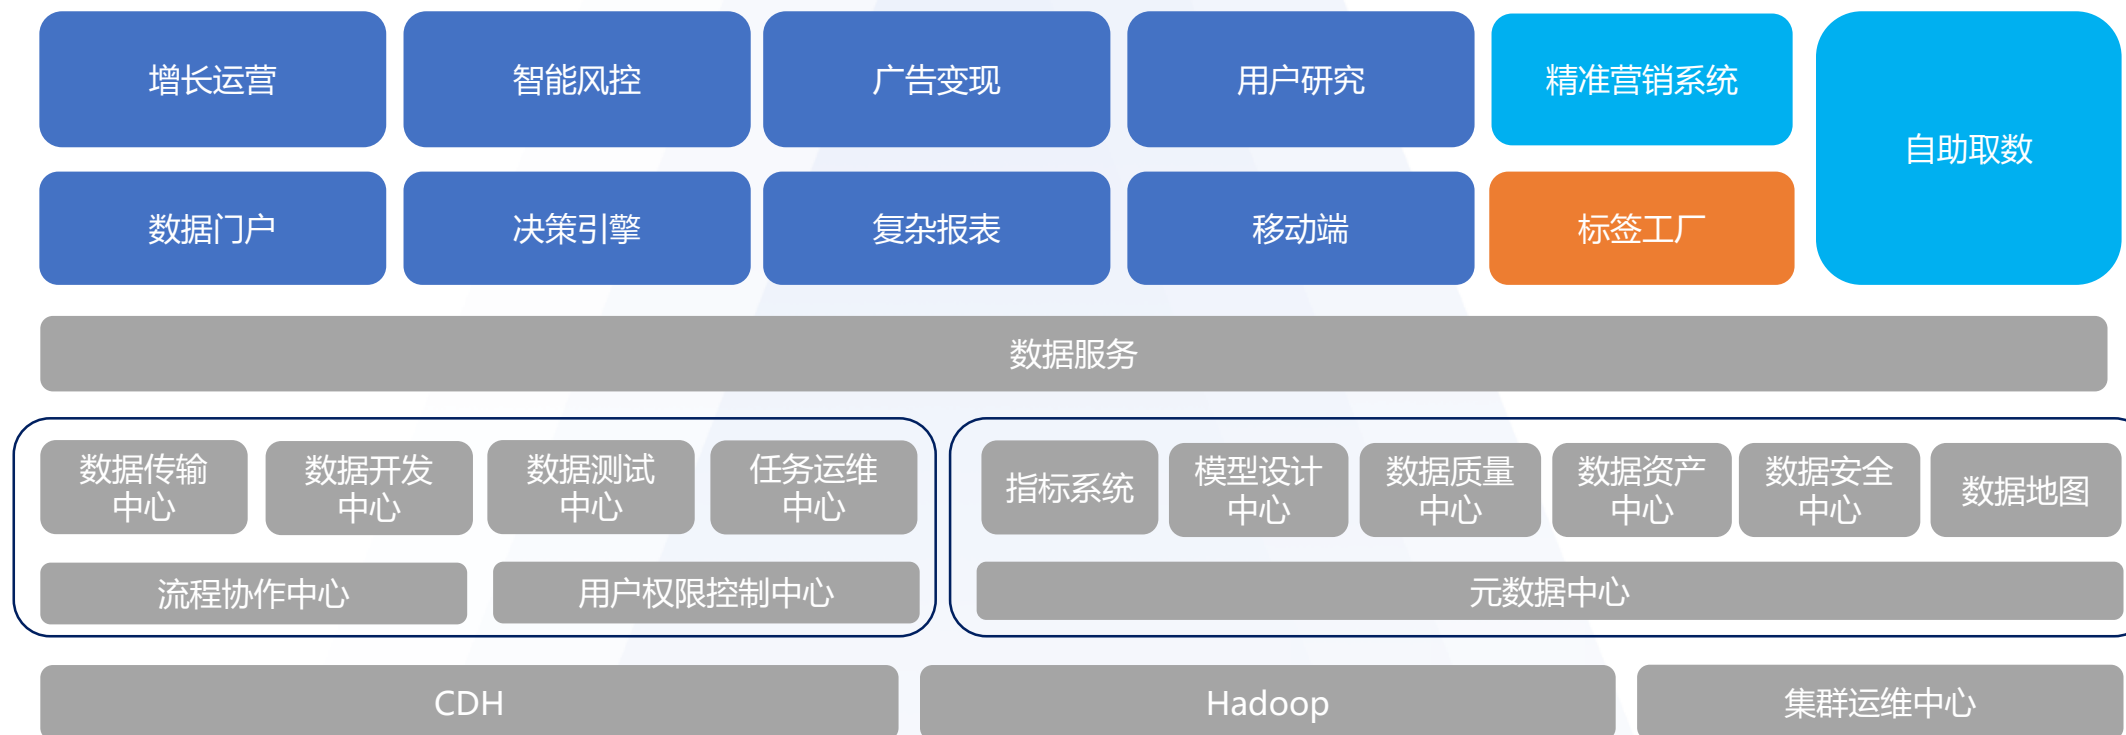 增长运营
智能风控
广告变现
用户研究
精准营销系统
自助取数
数据门户
决策引擎
复杂报表
移动端
标签工厂
数据服务
数据传输
中心
数据开发
中心
数据测试
中心
任务运维
中心
流程协作中心
用户权限控制中心
指标系统
模型设计
中心
数据质量
中心
数据资产
中心
数据安全
中心
数据地图
元数据中心
CDH
Hadoop
集群运维中心